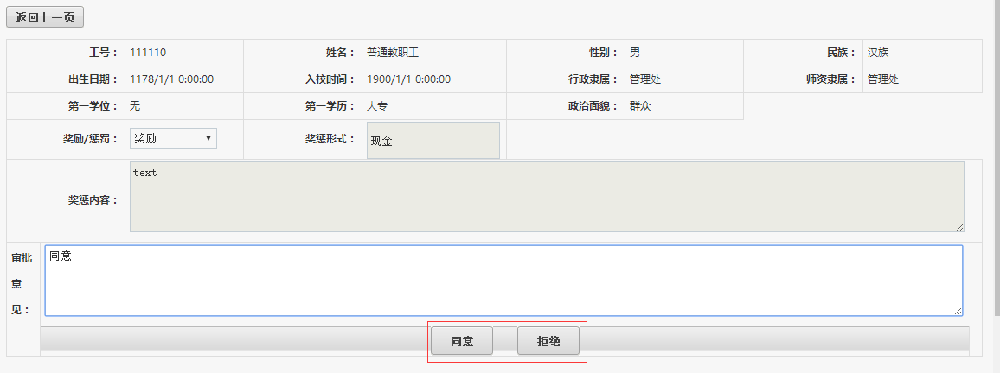 返回上一页
工号： 111110 姓名： 普通教职工 性别： 男 民族： 汉族
出生日期： 1178/1/1 0:00:00 入校时间： 1900/1/1 0:00:00 行政隶属： 管理处 师资隶属： 管理处
第一学位： 无 第一学历： 大专 政治面貌： 群众
奖励/惩罚： 奖励 奖惩形式： 现金
奖惩内容： text
审批意见： 同意
同意 拒绝